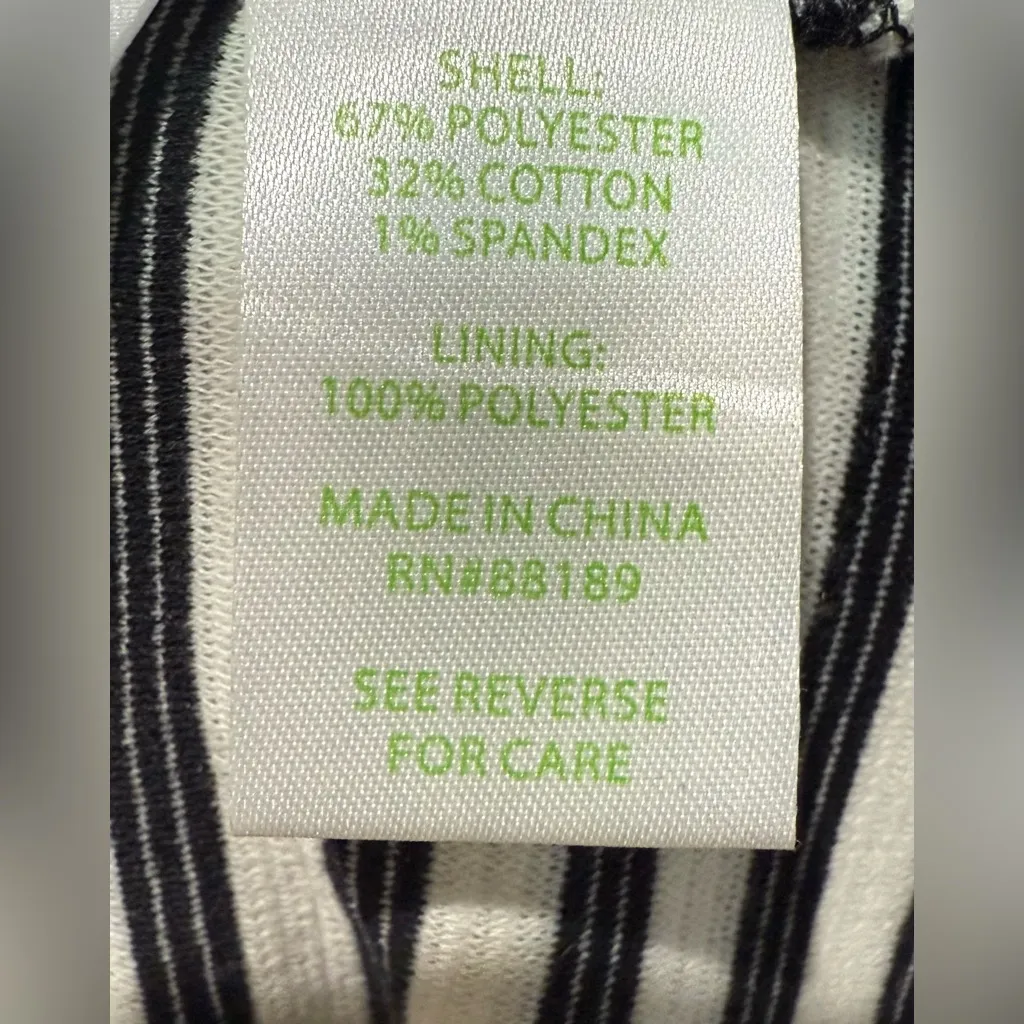 SHELL:
67% POLYESTER
32% COTTON
1% SPANDEX
LINING:
100% POLYESTER
MADE IN CHINA
RN#88189
SEE REVERSE
FOR CARE